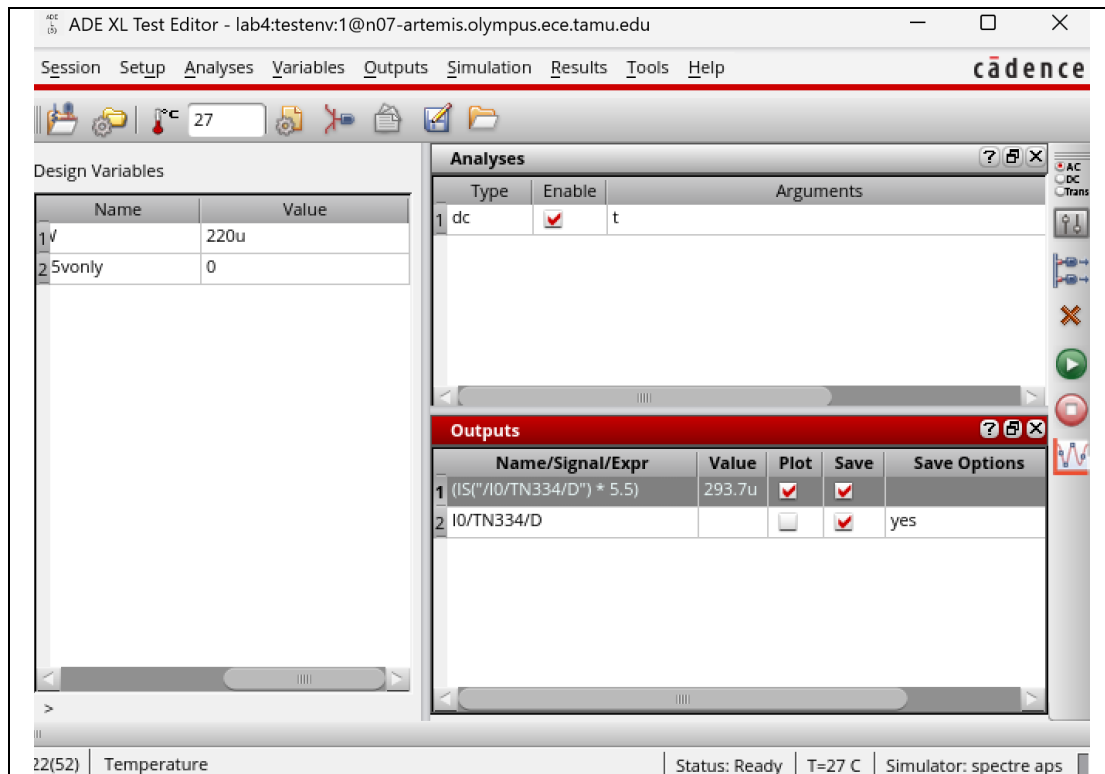 ADE XL Test Editor - lab4:testenv:1@n07-artemis.olympus.ece.tamu.edu
Session Setup Analyses Variables Outputs Simulation Results Tools Help
cādence
°C 27
Design Variables
Name Value
1 220u
2 5vonly 0
>
Analyses
Type Enable Arguments
1 dc t
AC
DC
Trans
Outputs
Name/Signal/Expr Value Plot Save Save Options
1 (IS("/I0/TN334/D") * 5.5) 293.7u
2 I0/TN334/D yes
22(52) Temperature Status: Ready T=27 C Simulator: spectre aps